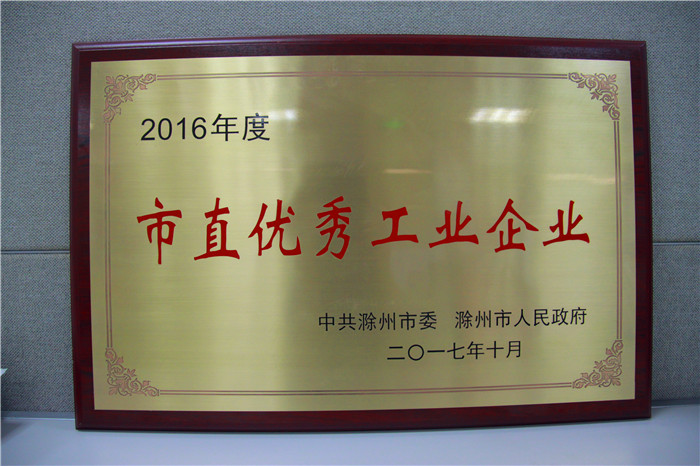 2016年度
市直优秀工业企业
中共滁州市委 滁州市人民政府
二〇一七年十月